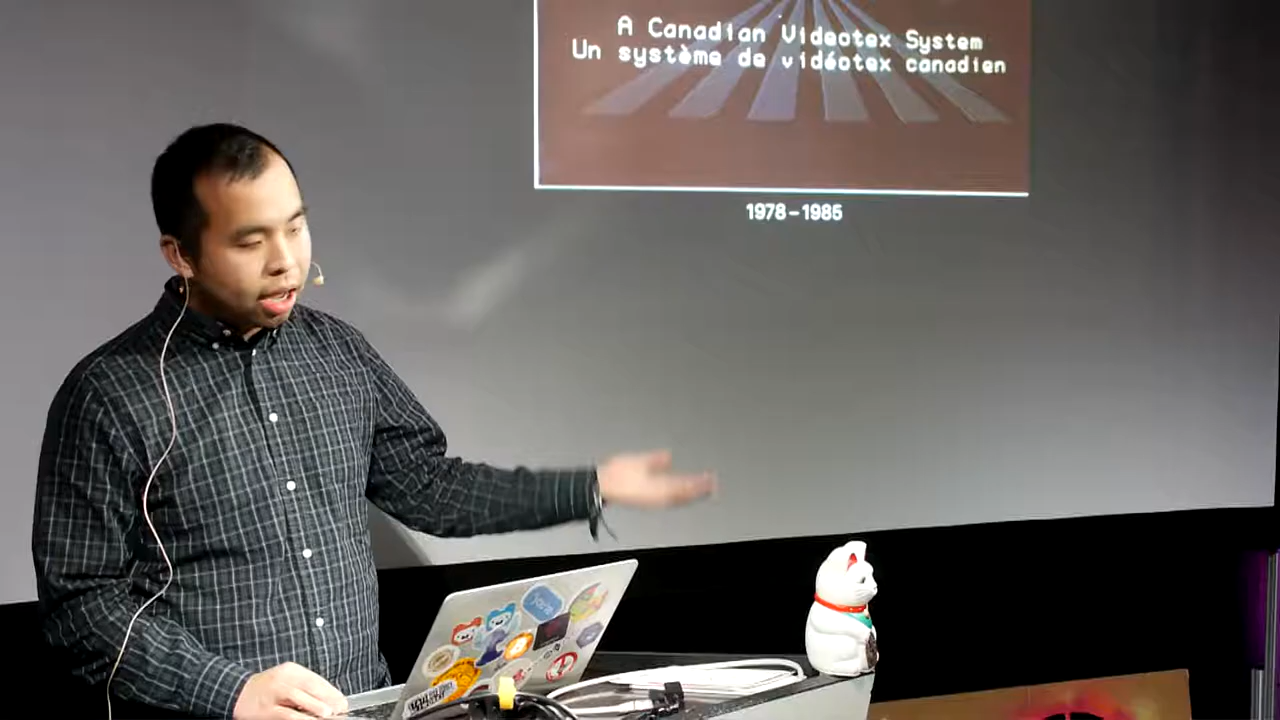 A Canadian Videotex System
Un système de vidéotex canadien
1978–1985